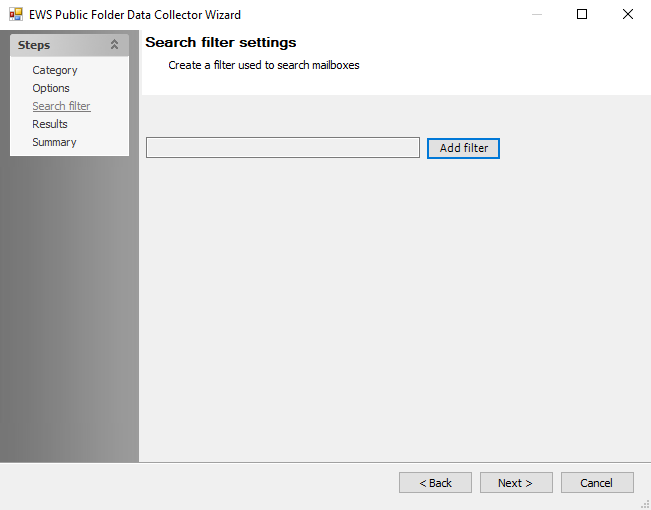 EWS Public Folder Data Collector Wizard
Steps
Category
Options
Search filter
Results
Summary
Search filter settings
Create a filter used to search mailboxes
Add filter
< Back
Next >
Cancel